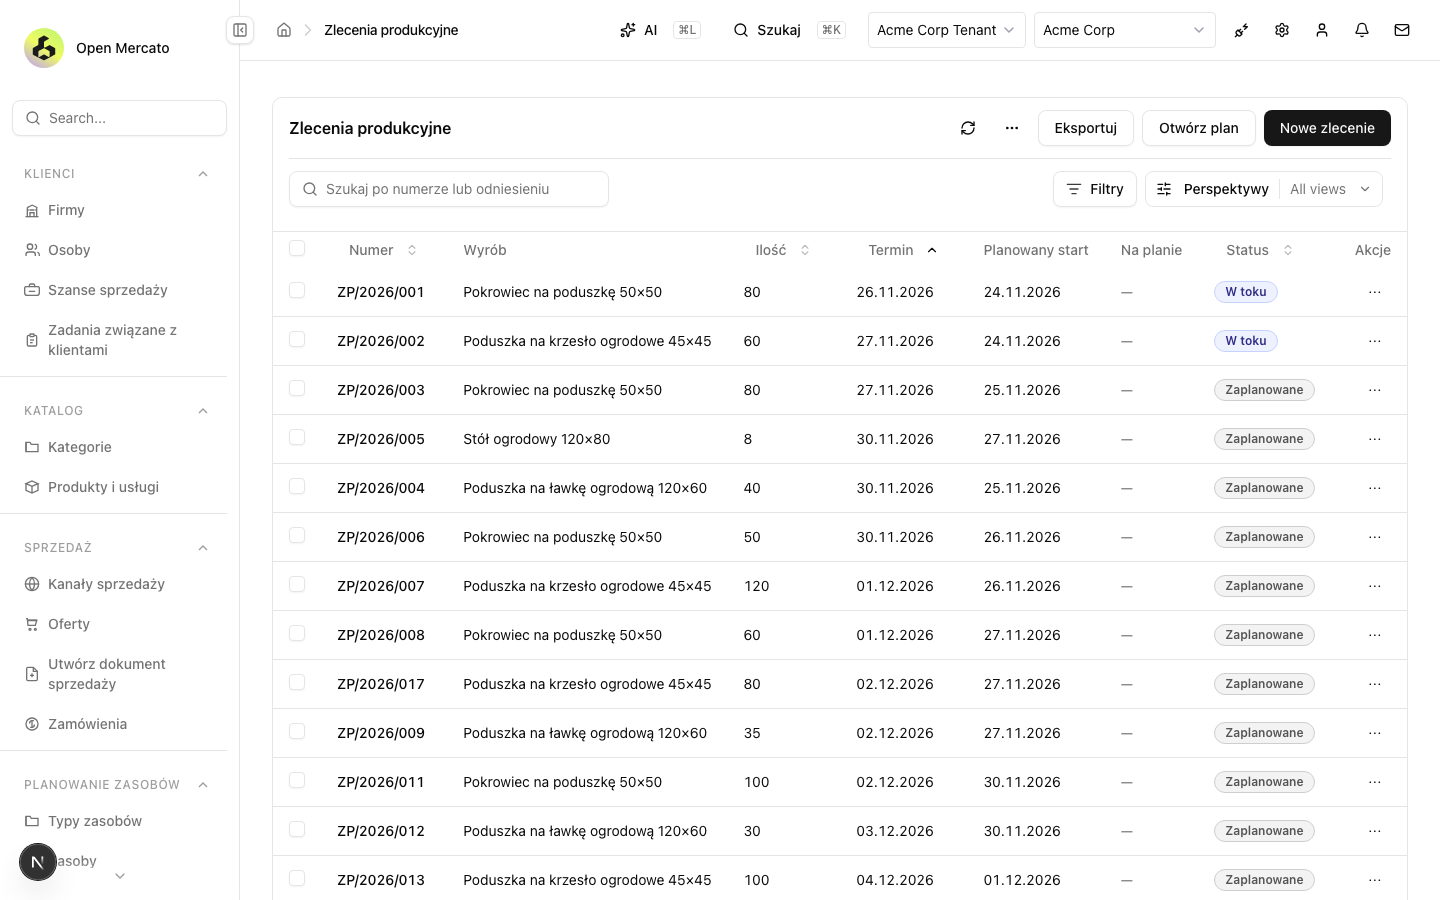 Open Mercato
Zlecenia produkcyjne
AI ⌘L
Szukaj ⌘K
Acme Corp Tenant
Acme Corp
Search...
KLIENCI
Firmy
Osoby
Szanse sprzedaży
Zadania związane z
klientami
KATALOG
Kategorie
Produkty i usługi
SPRZEDAŻ
Kanały sprzedaży
Oferty
Utwórz dokument
sprzedaży
Zamówienia
PLANOWANIE ZASOBÓW
Typy zasobów
asoby
N
Zlecenia produkcyjne
Eksportuj
Otwórz plan
Nowe zlecenie
Szukaj po numerze lub odniesieniu
Filtry
Perspektywy All views
Numer Wyrób Ilość Termin Planowany start Na planie Status Akcje
ZP/2026/001 Pokrowiec na poduszkę 50×50 80 26.11.2026 24.11.2026 — W toku ...
ZP/2026/002 Poduszka na krzesło ogrodowe 45×45 60 27.11.2026 24.11.2026 — W toku ...
ZP/2026/003 Pokrowiec na poduszkę 50×50 80 27.11.2026 25.11.2026 — Zaplanowane ...
ZP/2026/005 Stół ogrodowy 120×80 8 30.11.2026 27.11.2026 — Zaplanowane ...
ZP/2026/004 Poduszka na ławkę ogrodową 120×60 40 30.11.2026 25.11.2026 — Zaplanowane ...
ZP/2026/006 Pokrowiec na poduszkę 50×50 50 30.11.2026 26.11.2026 — Zaplanowane ...
ZP/2026/007 Poduszka na krzesło ogrodowe 45×45 120 01.12.2026 26.11.2026 — Zaplanowane ...
ZP/2026/008 Pokrowiec na poduszkę 50×50 60 01.12.2026 27.11.2026 — Zaplanowane ...
ZP/2026/017 Poduszka na krzesło ogrodowe 45×45 80 02.12.2026 27.11.2026 — Zaplanowane ...
ZP/2026/009 Poduszka na ławkę ogrodową 120×60 35 02.12.2026 27.11.2026 — Zaplanowane ...
ZP/2026/011 Pokrowiec na poduszkę 50×50 100 02.12.2026 30.11.2026 — Zaplanowane ...
ZP/2026/012 Poduszka na ławkę ogrodową 120×60 30 03.12.2026 30.11.2026 — Zaplanowane ...
ZP/2026/013 Poduszka na krzesło ogrodowe 45×45 100 04.12.2026 01.12.2026 — Zaplanowane ...